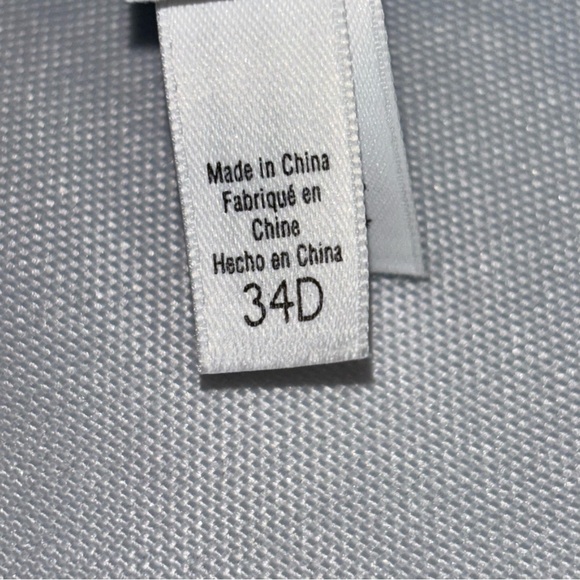 Made in China
Fabriqué en
Chine
Hecho en China
34D